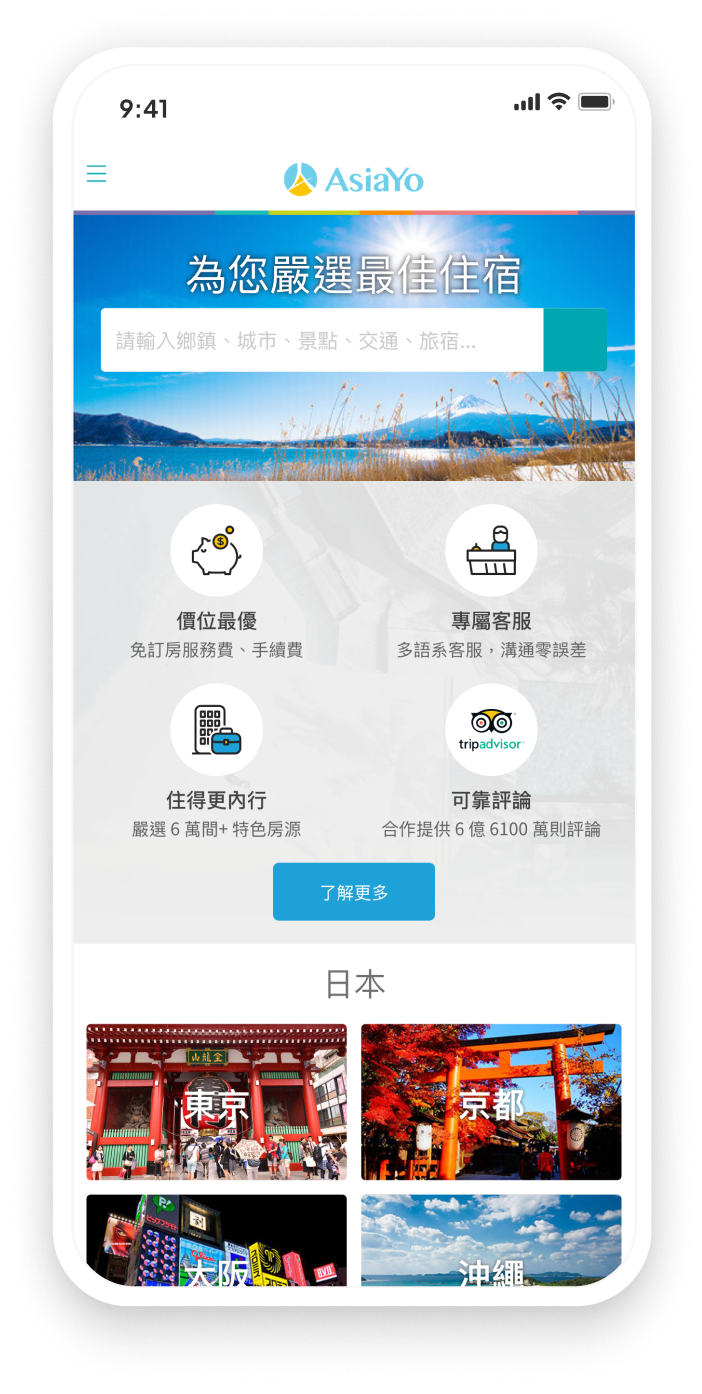 9:41
AsiaYo
為您嚴選最佳住宿
請輸入鄉鎮、城市、景點、交通、旅宿...
價位最優
免訂房服務費、手續費
專屬客服
多語系客服，溝通零誤差
tripadvisor
住得更內行
嚴選 6 萬間+ 特色房源
可靠評論
合作提供 6 億 6100 萬則評論
了解更多
日本
山龍金
東京
京都
大阪
沖繩